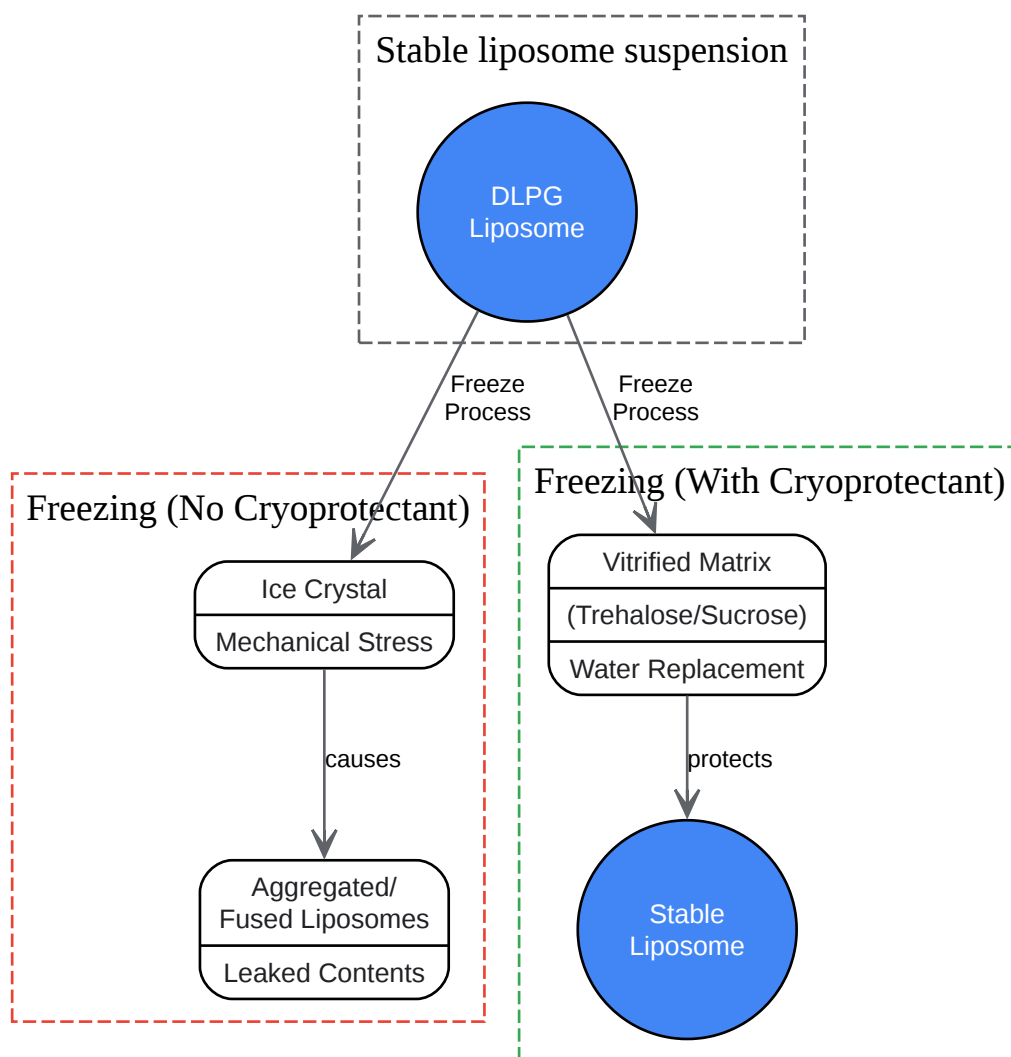 Stable liposome suspension
DLPG
Liposome
Freeze
Process
Freeze
Process
Freezing (No Cryoprotectant)
Ice Crystal
Mechanical Stress
causes
Aggregated/
Fused Liposomes
Leaked Contents
Freezing (With Cryoprotectant)
Vitrified Matrix
(Trehalose/Sucrose)
Water Replacement
protects
Stable
Liposome